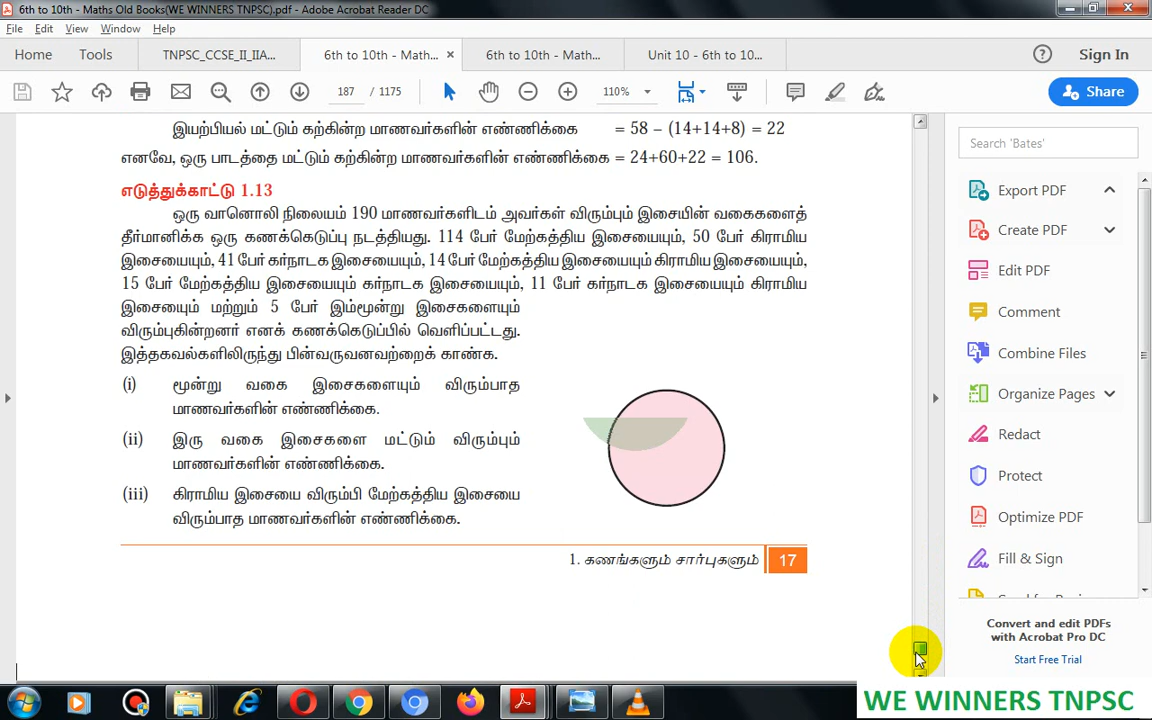 6th to 10th - Maths Old Books(WE WINNERS TNPSC).pdf - Adobe Acrobat Reader DC
File Edit View Window Help
Home Tools TNPSC_CCSE_II_IIA... 6th to 10th - Math... × 6th to 10th - Math... Unit 10 - 6th to 10... Sign In
187 / 1175 110% Share
இயற்பியல் மட்டும் கற்கின்ற மாணவர்களின் எண்ணிக்கை = 58 – (14+14+8) = 22
எனவே, ஒரு பாடத்தை மட்டும் கற்கின்ற மாணவர்களின் எண்ணிக்கை = 24+60+22 = 106.
எடுத்துக்காட்டு 1.13
ஒரு வானொலி நிலையம் 190 மாணவர்களிடம் அவர்கள் விரும்பும் இசையின் வகைகளைத்
தீர்மானிக்க ஒரு கணக்கெடுப்பு நடத்தியது. 114 பேர் மேற்கத்திய இசையையும், 50 பேர் கிராமிய
இசையையும், 41 பேர் கர்நாடக இசையையும், 14 பேர் மேற்கத்திய இசையையும் கிராமிய இசையையும்,
15 பேர் மேற்கத்திய இசையையும் கர்நாடக இசையையும், 11 பேர் கர்நாடக இசையையும் கிராமிய
இசையையும் மற்றும் 5 பேர் இம்மூன்று இசைகளையும்
விரும்புகின்றனர் எனக் கணக்கெடுப்பில் வெளிப்பட்டது.
இத்தகவல்களிலிருந்து பின்வருவனவற்றைக் காண்க.
(i) மூன்று வகை இசைகளையும் விரும்பாத
மாணவர்களின் எண்ணிக்கை.
(ii) இரு வகை இசைகளை மட்டும் விரும்பும்
மாணவர்களின் எண்ணிக்கை.
(iii) கிராமிய இசையை விரும்பி மேற்கத்திய இசையை
விரும்பாத மாணவர்களின் எண்ணிக்கை.
1. கணங்களும் சார்புகளும் 17
Search 'Bates'
Export PDF
Create PDF
Edit PDF
Comment
Combine Files
Organize Pages
Redact
Protect
Optimize PDF
Fill & Sign
Convert and edit PDFs
with Acrobat Pro DC
Start Free Trial
WE WINNERS TNPSC